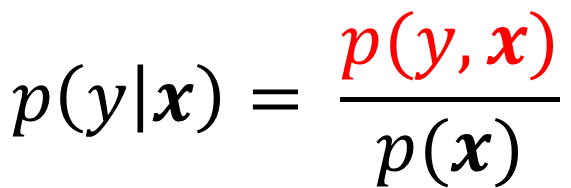 p(y|x) = p(y, x) / p(x)